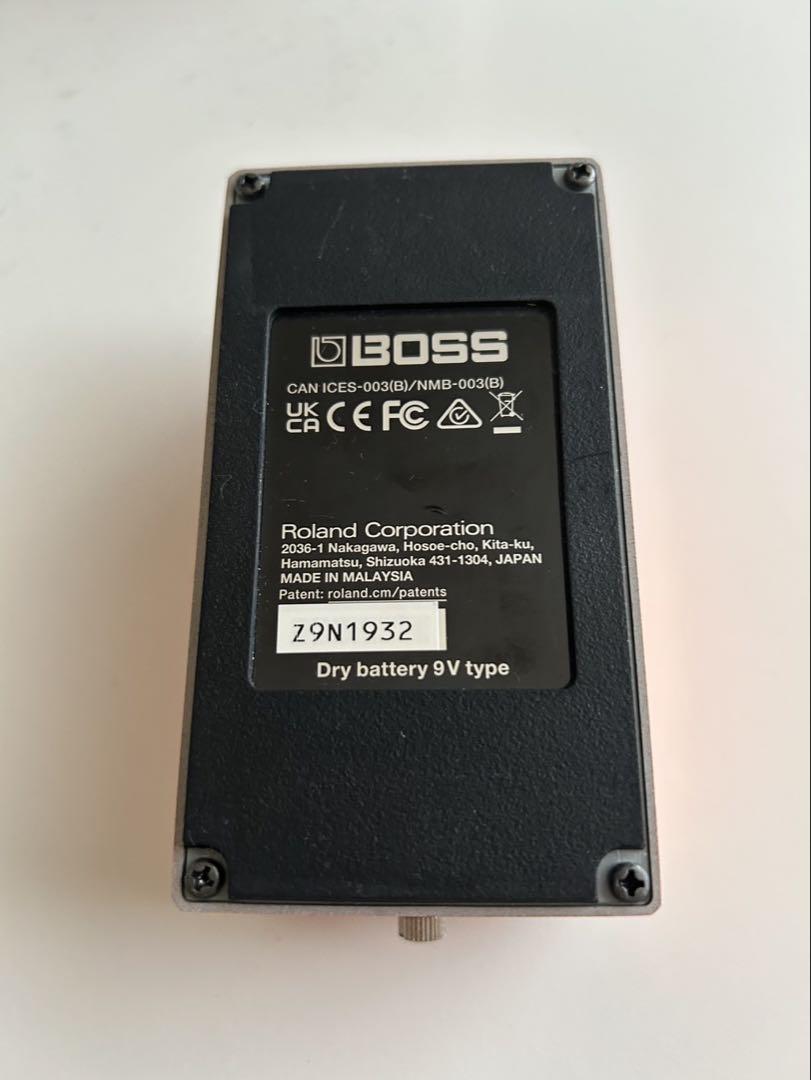 BOSS
CAN ICES-003(B)/NMB-003(B)
UK
CA CE FC
Roland Corporation
2036-1 Nakagawa, Hosoe-cho, Kita-ku,
Hamamatsu, Shizuoka 431-1304, JAPAN
MADE IN MALAYSIA
Patent: roland.cm/patents
Z9N1932
Dry battery 9V type